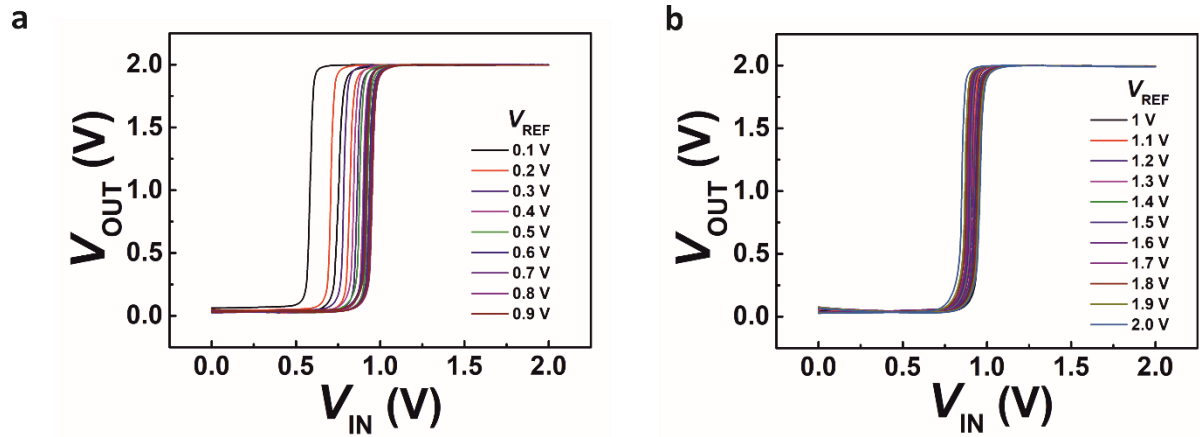 a
V_OUT (V)
2.0
1.5
1.0
0.5
0.0
V_REF
0.1 V
0.2 V
0.3 V
0.4 V
0.5 V
0.6 V
0.7 V
0.8 V
0.9 V
0.0 0.5 1.0 1.5 2.0
V_IN (V)
b
V_OUT (V)
2.0
1.5
1.0
0.5
0.0
V_REF
1 V
1.1 V
1.2 V
1.3 V
1.4 V
1.5 V
1.6 V
1.7 V
1.8 V
1.9 V
2.0 V
0.0 0.5 1.0 1.5 2.0
V_IN (V)